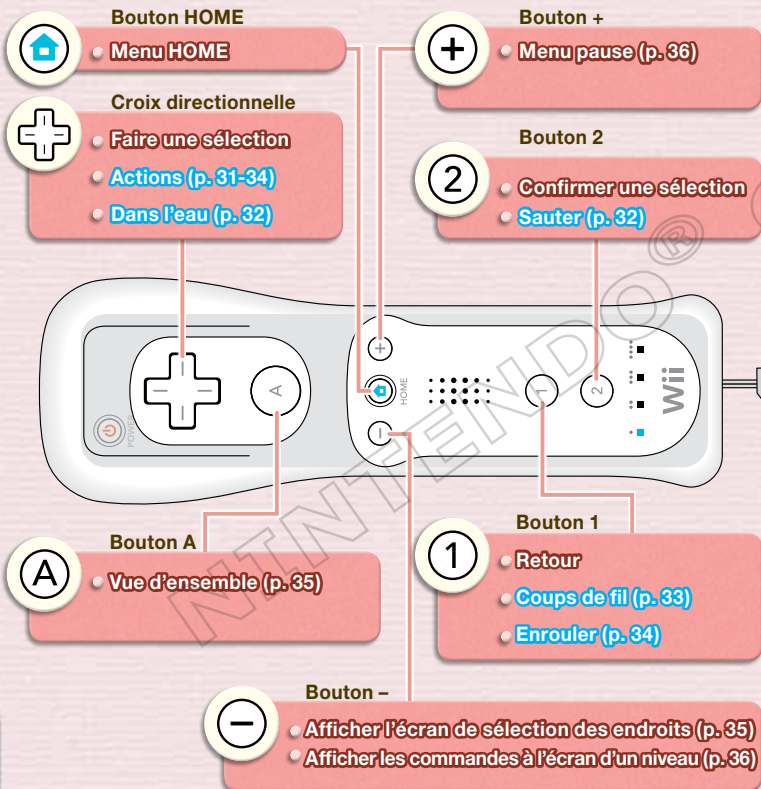 Bouton HOME
Menu HOME
Bouton +
Menu pause (p. 36)
Croix directionnelle
Faire une sélection
Actions (p. 31-34)
Dans l'eau (p. 32)
Bouton 2
2
Confirmer une sélection
Sauter (p. 32)
POWER
A
+
HOME
−
1
2
Wii
NINTENDO®
Bouton A
A
Vue d'ensemble (p. 35)
Bouton 1
1
Retour
Coups de fil (p. 33)
Enrouler (p. 34)
Bouton –
Afficher l'écran de sélection des endroits (p. 35)
Afficher les commandes à l'écran d'un niveau (p. 36)